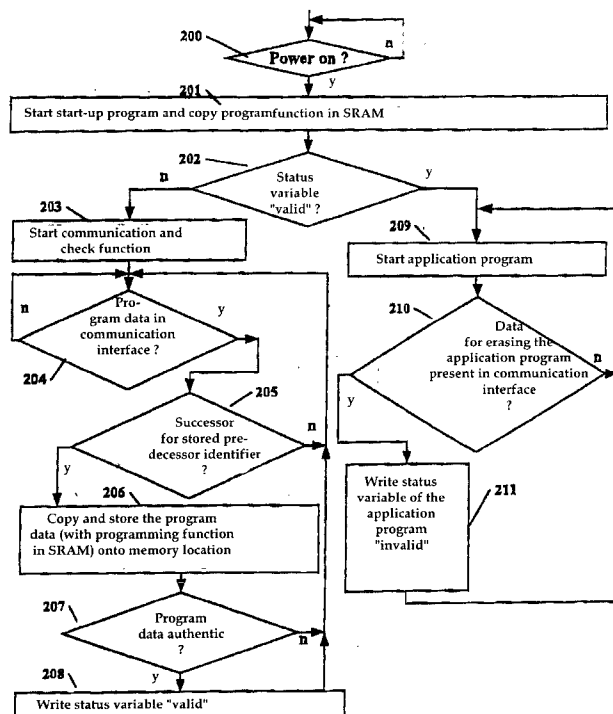 200
n
Power on ?
y
201
Start start-up program and copy programfunction in SRAM
202
n
Status
variable
"valid" ?
y
203
Start communication and
check function
209
Start application program
n
Pro-
gram data in
communication
interface ?
y
204
210
Data
for erasing the
application program
present in communication
interface
?
n
y
205
Successor
for stored pre-
decessor identifier
?
n
y
206
Copy and store the program
data (with programming function
in SRAM) onto memory location
Write status
variable of the
application
program
"invalid"
211
207
Program
data authentic
?
n
y
208
Write status variable "valid"